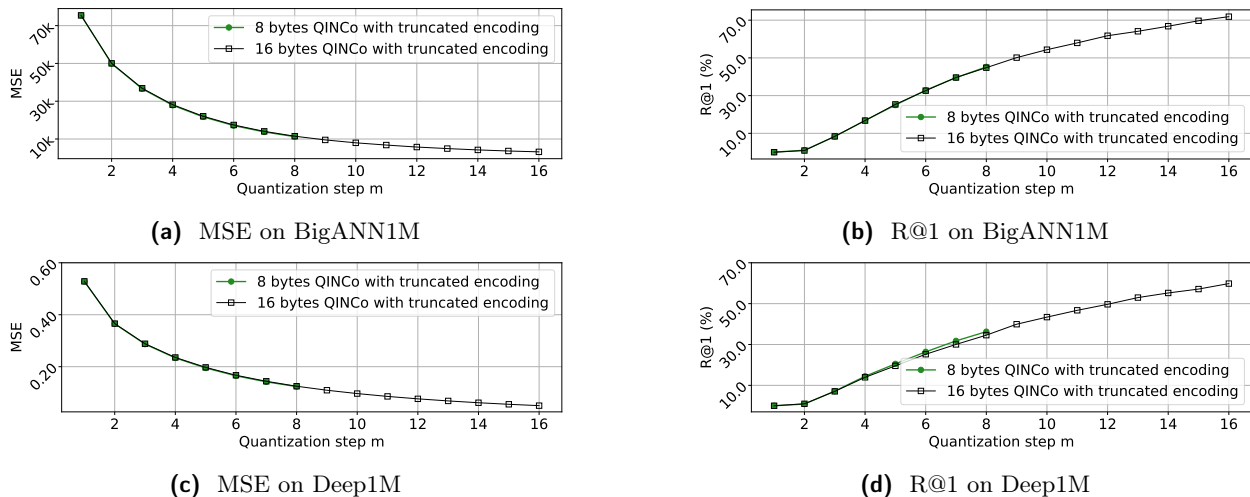 70K
50K
30K
10K
MSE
8 bytes QINCo with truncated encoding
16 bytes QINCo with truncated encoding
2 4 6 8 10 12 14 16
Quantization step m
(a) MSE on BigANN1M
70.0
50.0
30.0
10.0
R@1 (%)
8 bytes QINCo with truncated encoding
16 bytes QINCo with truncated encoding
2 4 6 8 10 12 14 16
Quantization step m
(b) R@1 on BigANN1M
0.60
0.40
0.20
MSE
8 bytes QINCo with truncated encoding
16 bytes QINCo with truncated encoding
2 4 6 8 10 12 14 16
Quantization step m
(c) MSE on Deep1M
70.0
50.0
30.0
10.0
R@1 (%)
8 bytes QINCo with truncated encoding
16 bytes QINCo with truncated encoding
2 4 6 8 10 12 14 16
Quantization step m
(d) R@1 on Deep1M